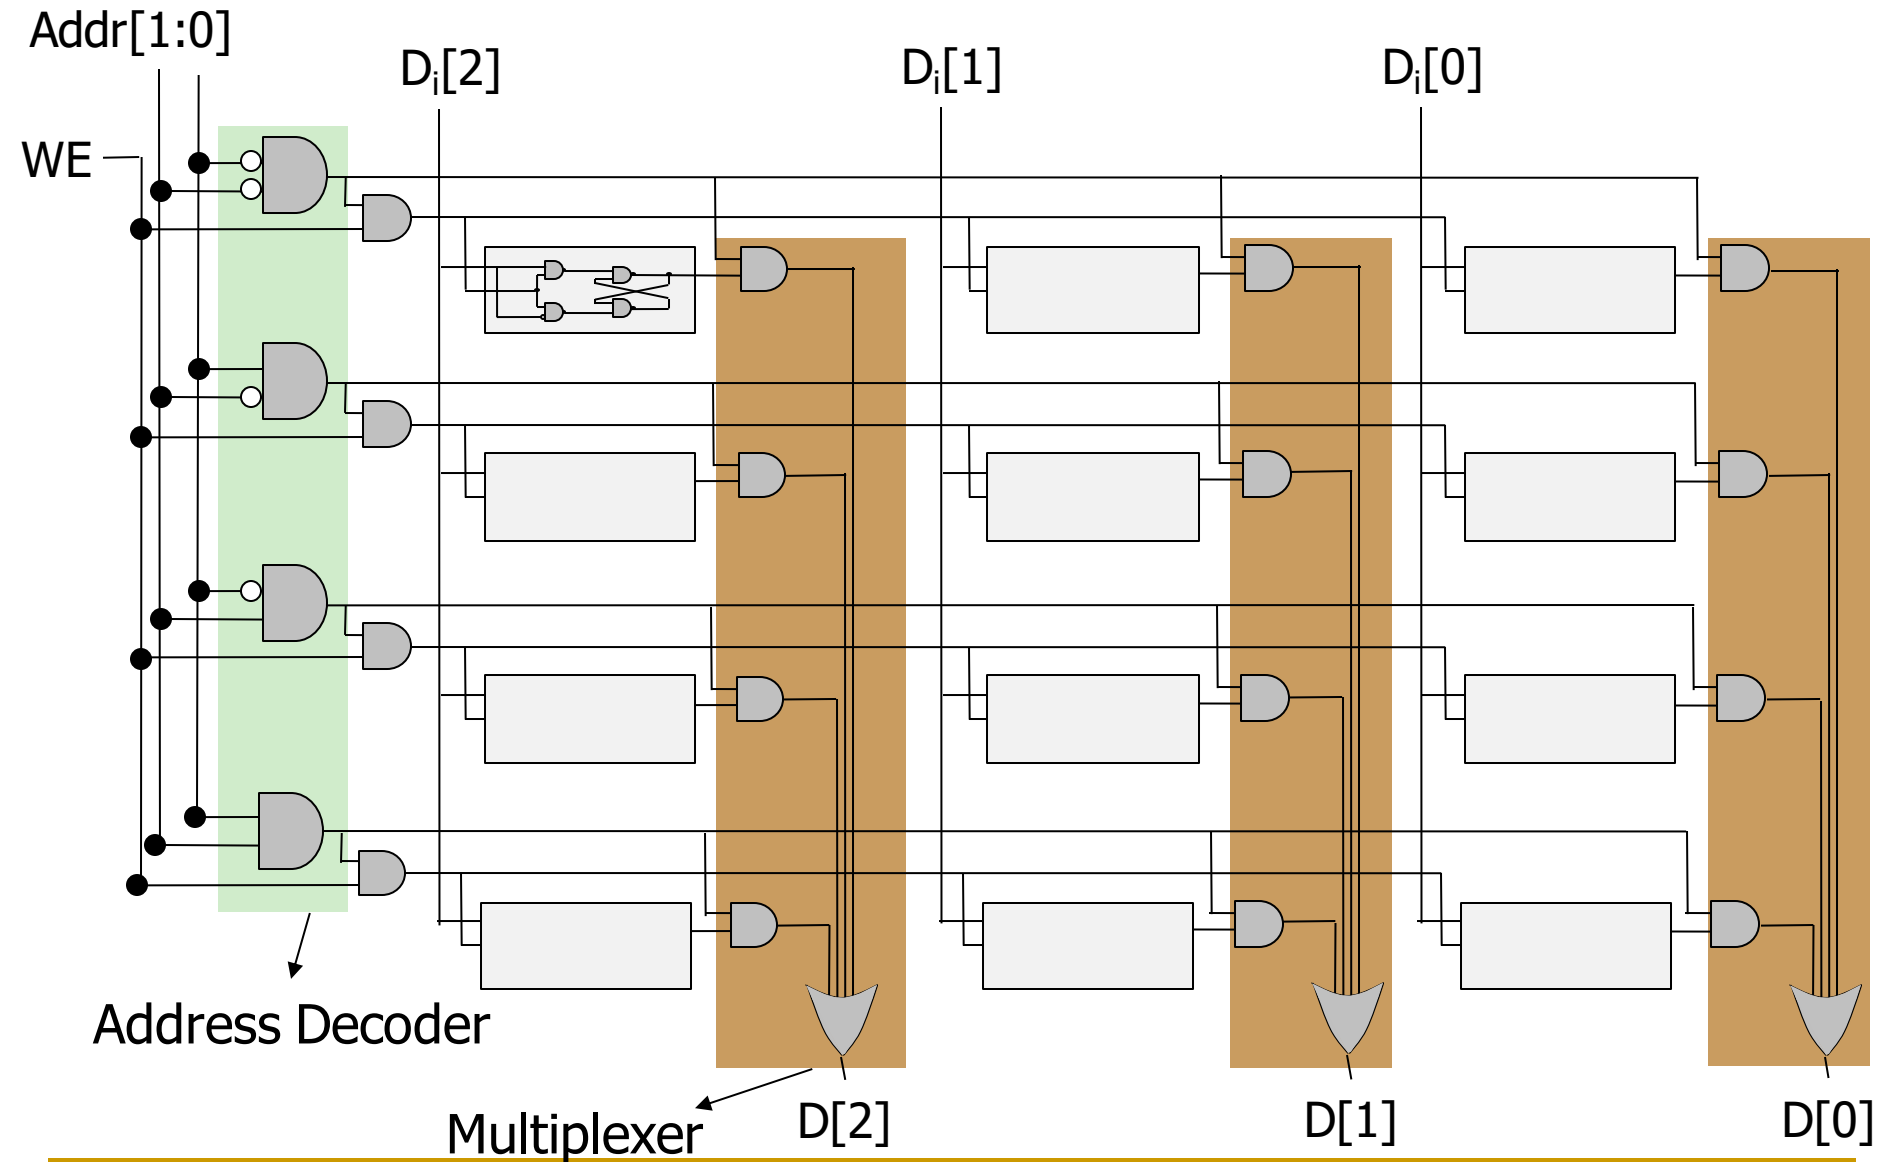 Addr[1:0]
Di[2]
Di[1]
Di[0]
WE
Address Decoder
Multiplexer
D[2]
D[1]
D[0]